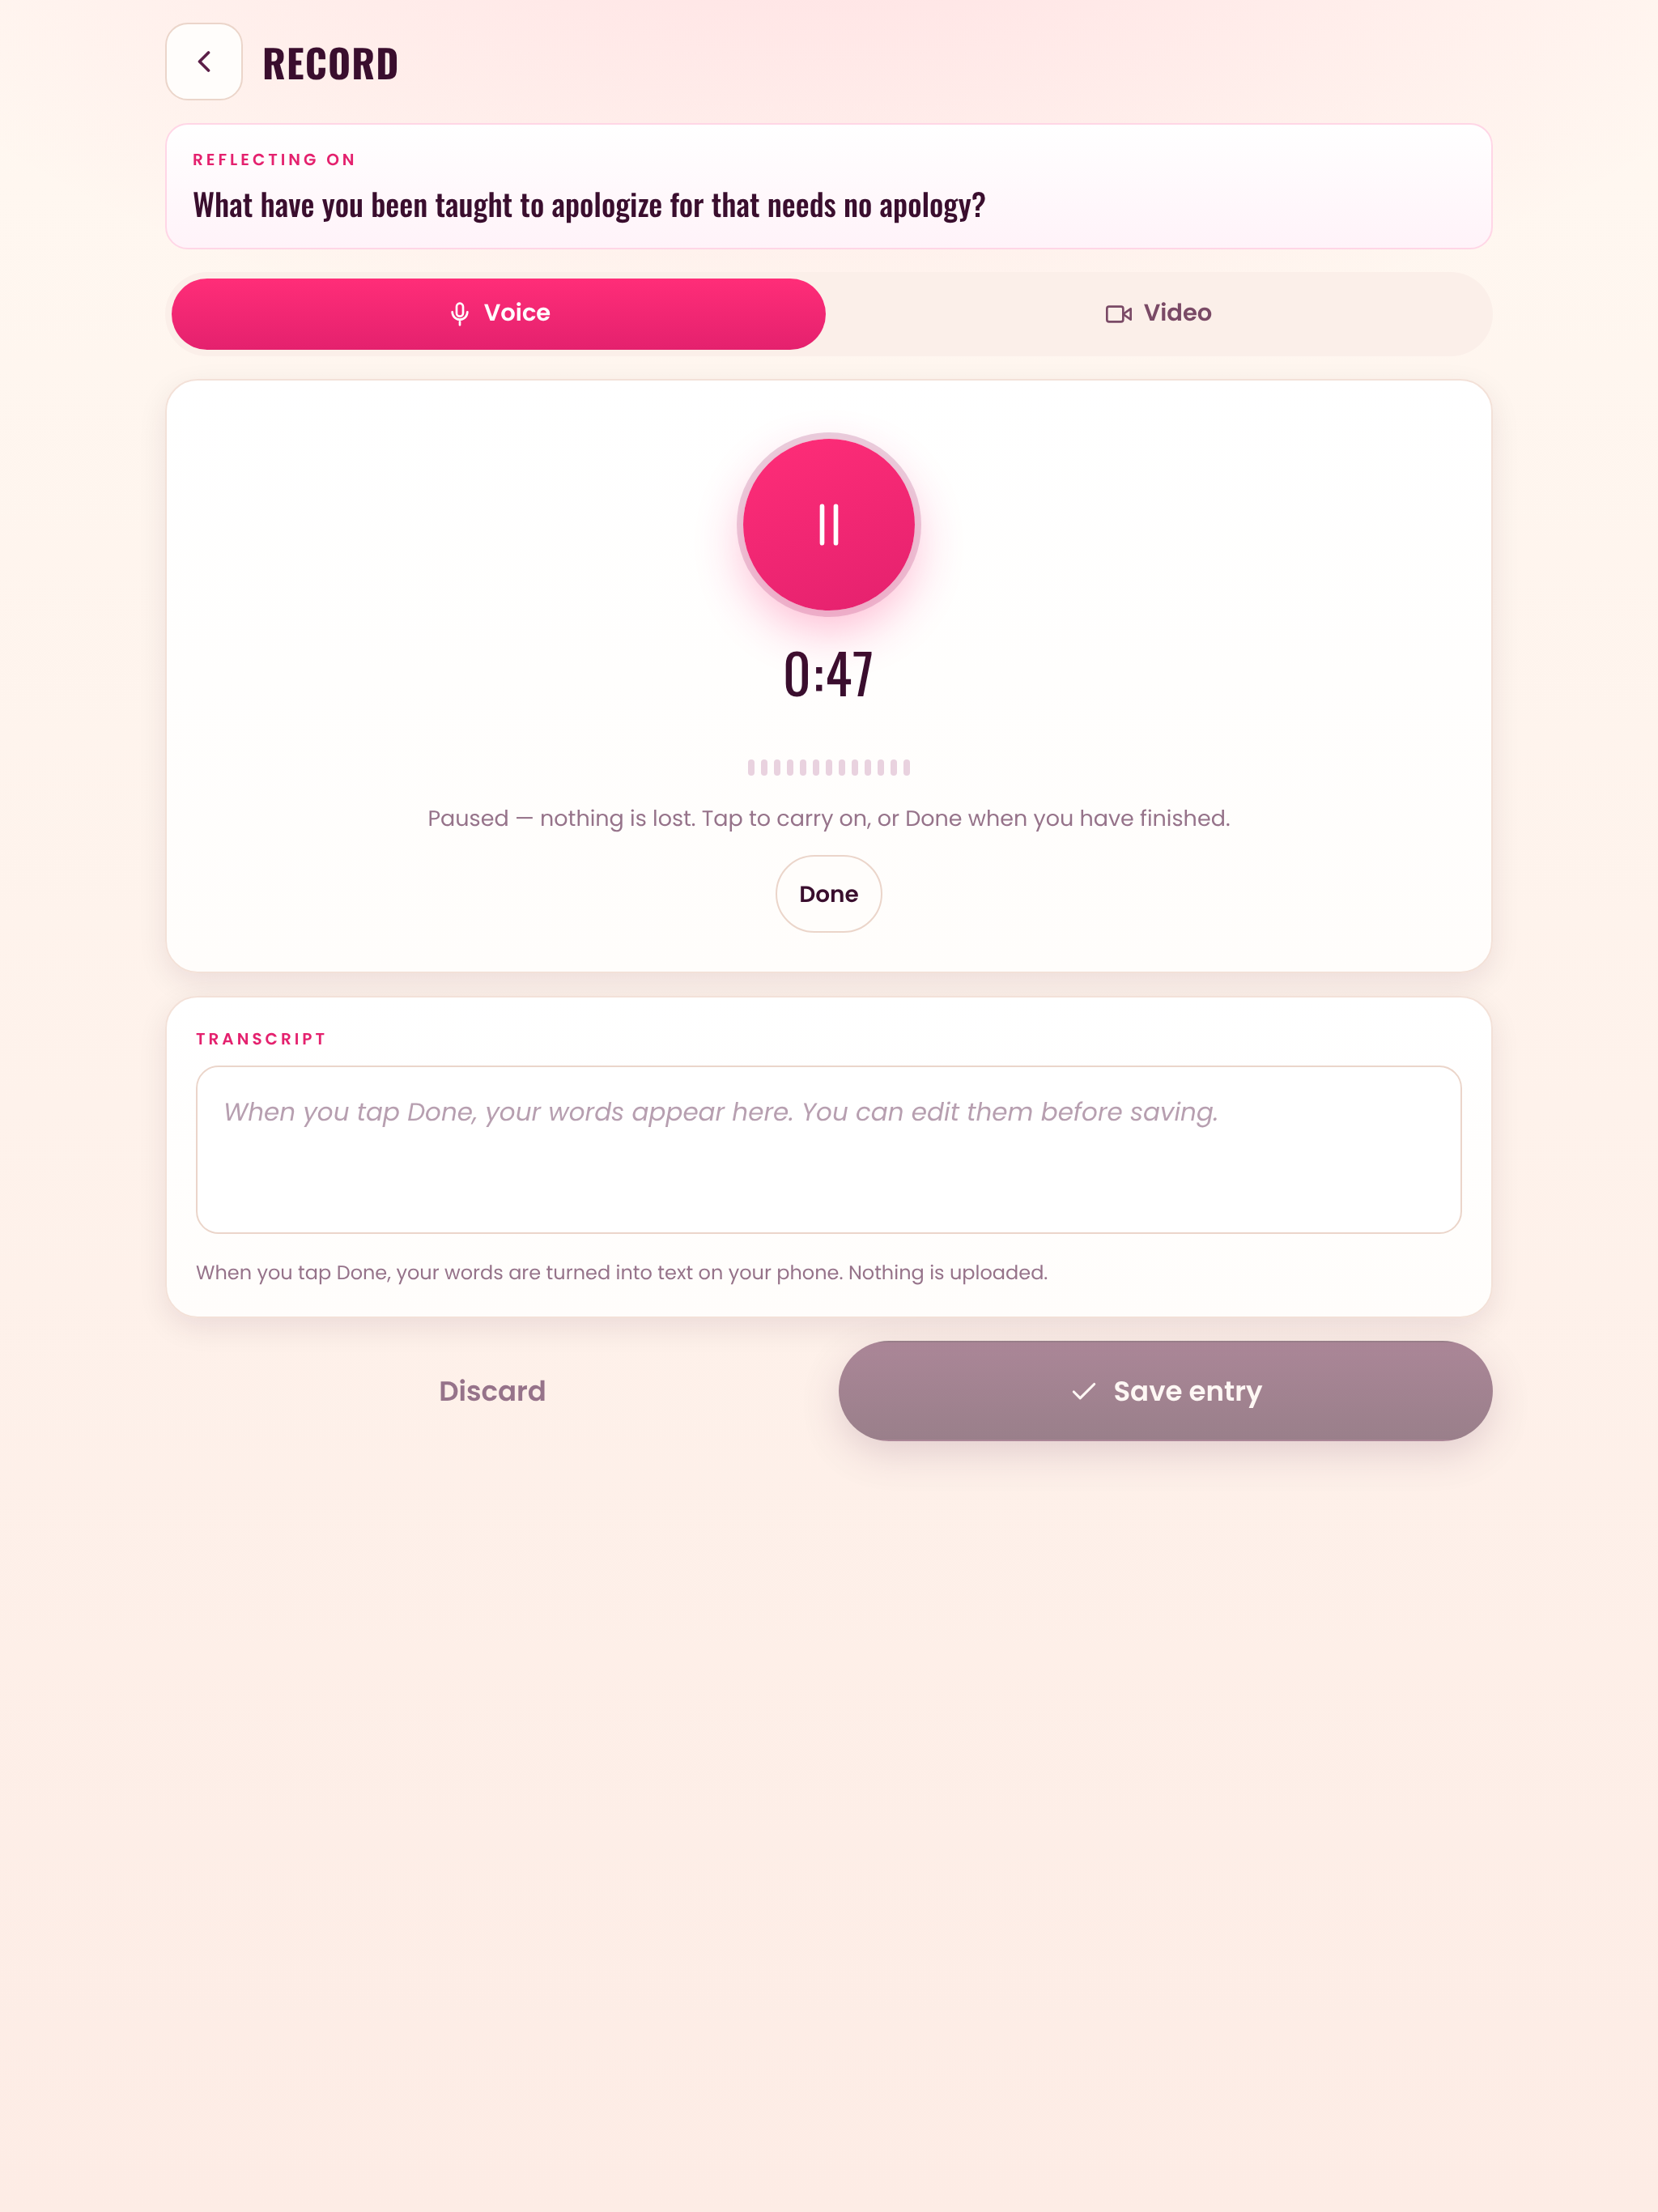 RECORD
REFLECTING ON
What have you been taught to apologize for that needs no apology?
Voice
Video
0:47
Paused — nothing is lost. Tap to carry on, or Done when you have finished.
Done
TRANSCRIPT
When you tap Done, your words appear here. You can edit them before saving.
When you tap Done, your words are turned into text on your phone. Nothing is uploaded.
Discard
Save entry